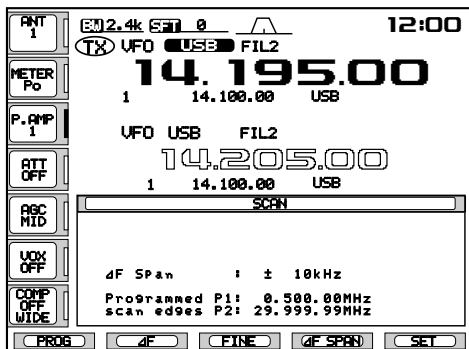 ANT
1
BW 2.4k SFT 0
12:00
TX VFO USB FIL2
METER
Po
14.195.00
1 14.100.00 USB
P.AMP
1
VFO USB FIL2
ATT
OFF
14.205.00
1 14.100.00 USB
AGC
MID
SCAN
VOX
OFF
ΔF SPan : ± 10kHz
COMP
OFF
WIDE
Programmed P1: 0.500.00MHz
scan edges P2: 29.999.99MHz
PROG ΔF FINE ΔF SPAN SET